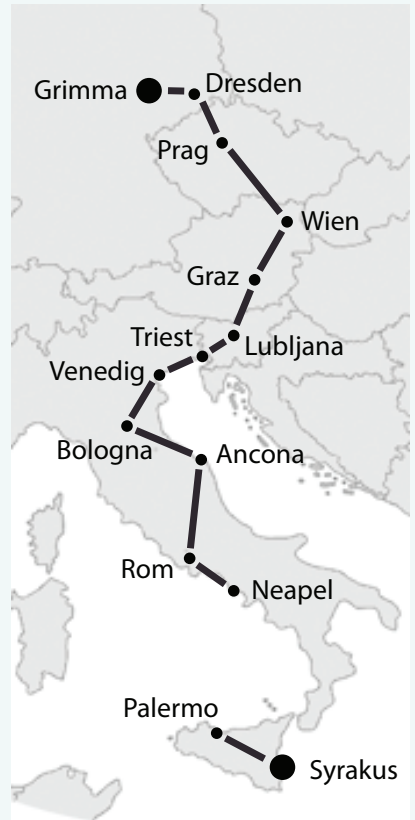 Grimma
Dresden
Prag
Wien
Graz
Triest
Lubljana
Venedig
Bologna
Ancona
Rom
Neapel
Palermo
Syrakus